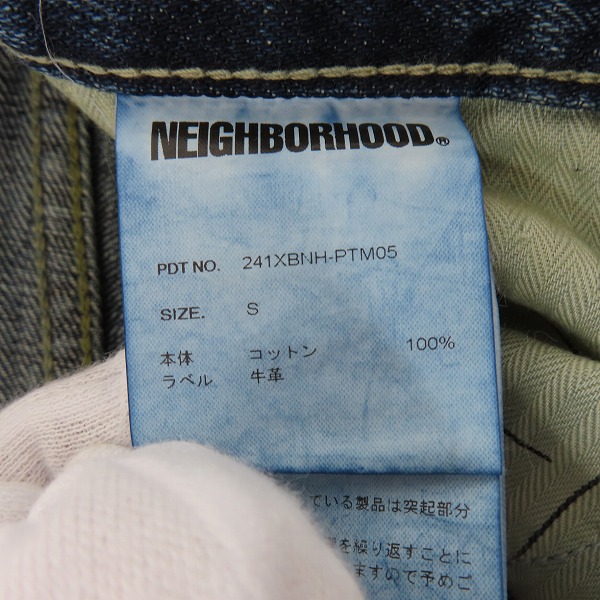 NEIGHBORHOOD®
PDT NO. 241XBNH-PTM05
SIZE. S
本体 コットン 100%
ラベル 牛革
ている製品は突起部分
を繰り返すことに
ますので予めご